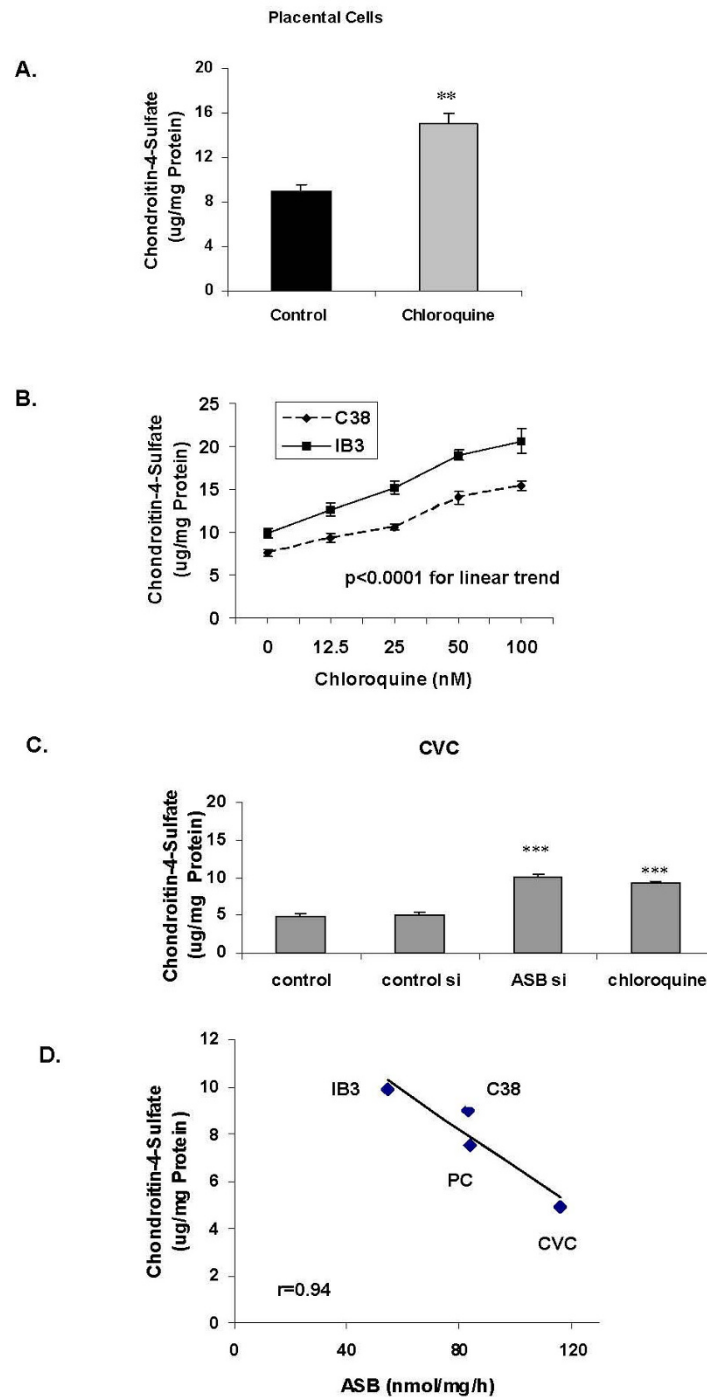 Placental Cells
A.
Chondroitin-4-Sulfate
(ug/mg Protein)
20
16
12
8
4
0
**
Control
Chloroquine
B.
Chondroitin-4-Sulfate
(ug/mg Protein)
25
20
15
10
5
0
C38
IB3
p<0.0001 for linear trend
0 12.5 25 50 100
Chloroquine (nM)
C.
CVC
Chondroitin-4-Sulfate
(ug/mg Protein)
20
15
10
5
0
***
***
control control si ASB si chloroquine
D.
Chondroitin-4-Sulfate
(ug/mg Protein)
12
10
8
6
4
2
0
IB3
C38
PC
CVC
r=0.94
0 40 80 120
ASB (nmol/mg/h)